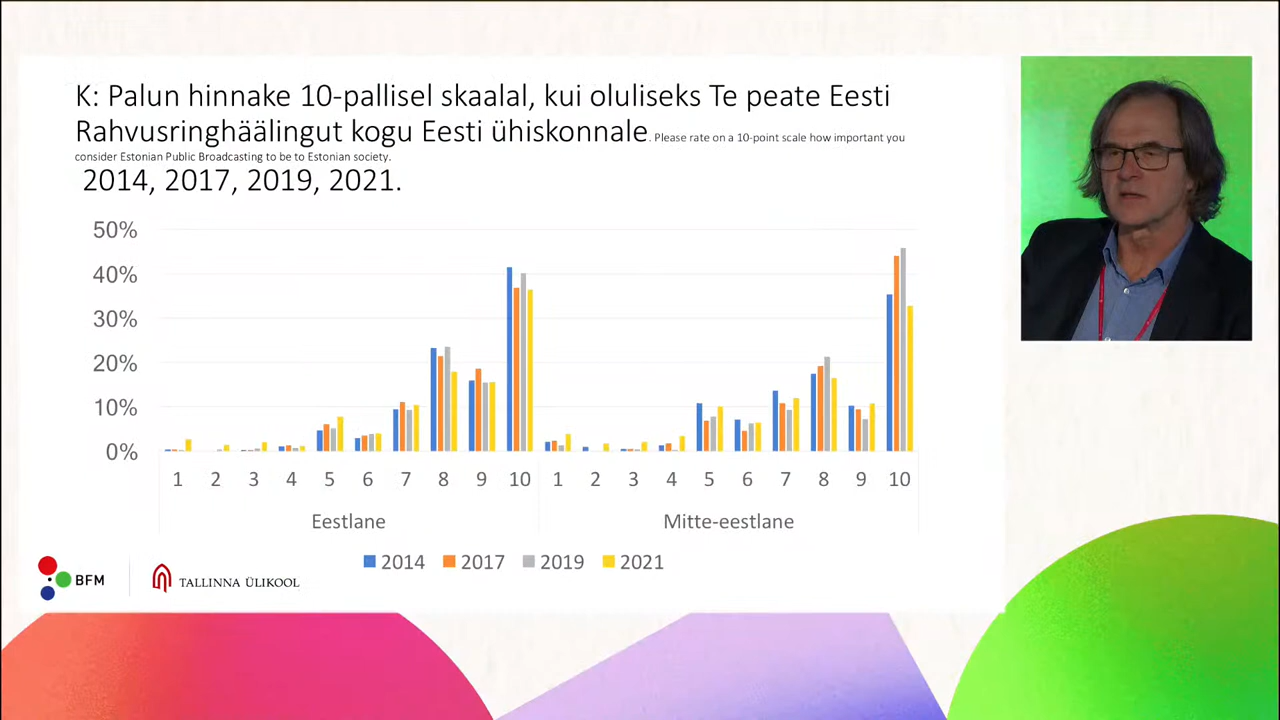 K: Palun hinnake 10-pallisel skaalal, kui oluliseks Te peate Eesti
Rahvusringhäälingut kogu Eesti ühiskonnale. Please rate on a 10-point scale how important you
consider Estonian Public Broadcasting to be to Estonian society.
2014, 2017, 2019, 2021.
50%
40%
30%
20%
10%
0%
1 2 3 4 5 6 7 8 9 10 1 2 3 4 5 6 7 8 9 10
Eestlane Mitte-eestlane
2014 2017 2019 2021
BFM TALLINNA ÜLIKOOL